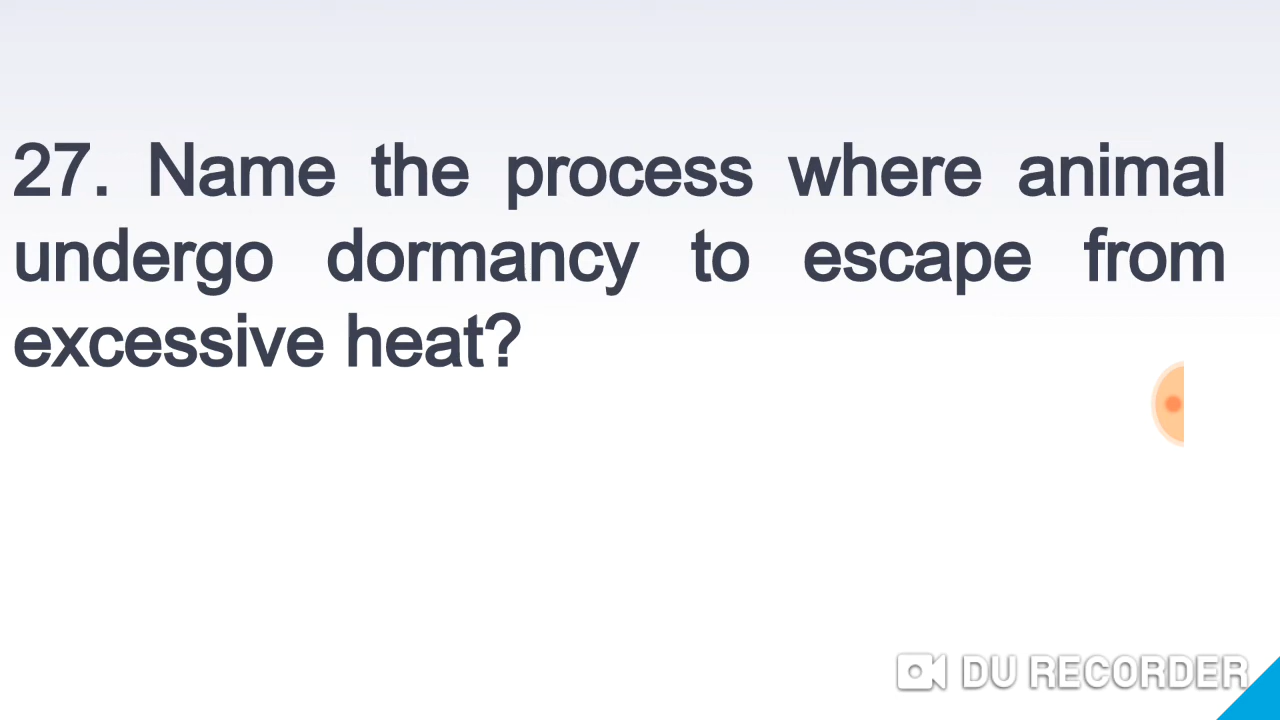 27. Name the process where animal
undergo dormancy to escape from
excessive heat?
DU RECORDER